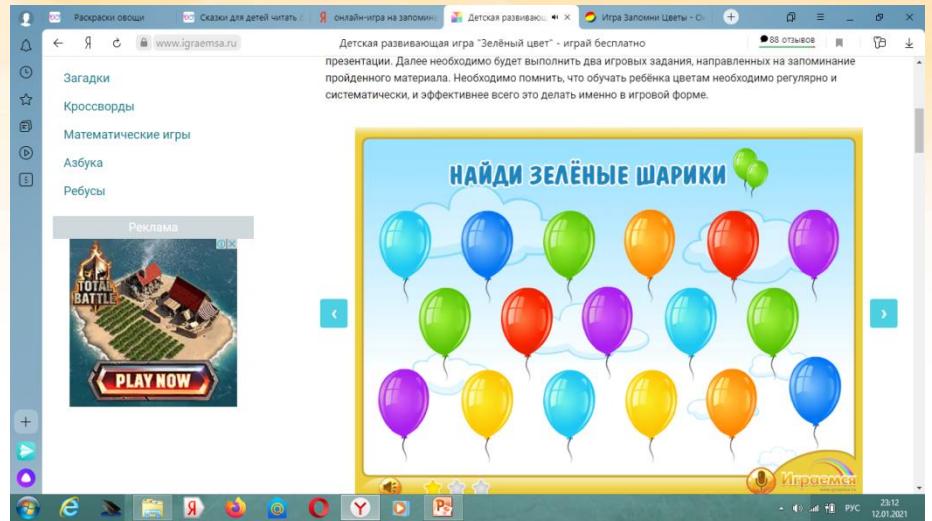 Раскраски овощи
Сказки для детей читать
онлайн-игра на запомин
Детская развивающ
Игра Запомни Цветы - О
www.igraemsa.ru
Детская развивающая игра "Зелёный цвет" - играй бесплатно
88 отзывов
презентации. Далее необходимо будет выполнить два игровых задания, направленных на запоминание
пройденного материала. Необходимо помнить, что обучать ребёнка цветам необходимо регулярно и
систематически, и эффективнее всего это делать именно в игровой форме.
Загадки
Кроссворды
Математические игры
Азбука
Ребусы
Реклама
TOTAL
BATTLE
PLAY NOW
НАЙДИ ЗЕЛЁНЫЕ ШАРИКИ
Играемся
РУС
23:12
12.01.2021